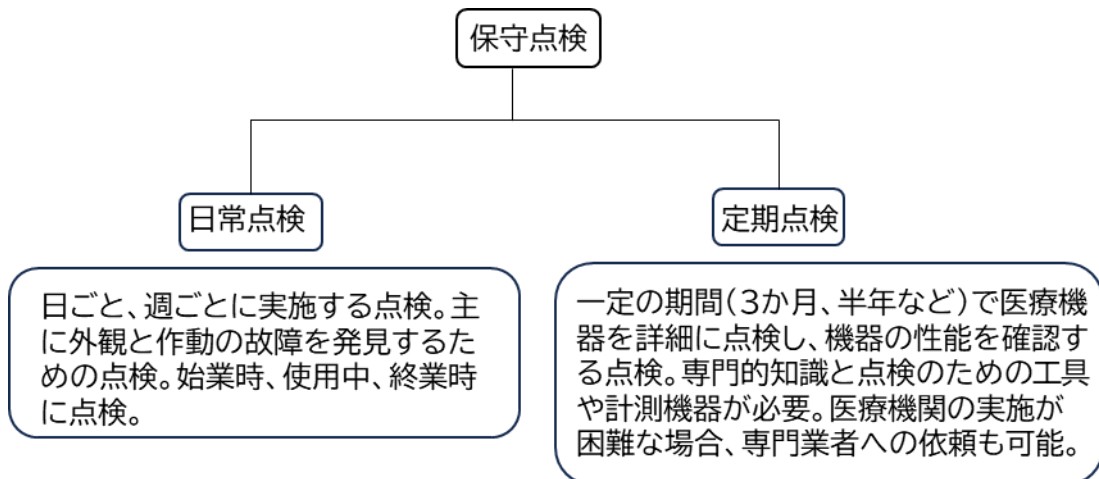 保守点検
日常点検
定期点検
日ごと、週ごとに実施する点検。主
に外観と作動の故障を発見するた
めの点検。始業時、使用中、終業時
に点検。
一定の期間(3か月、半年など)で医療機
器を詳細に点検し、機器の性能を確認す
る点検。専門的知識と点検のための工具
や計測機器が必要。医療機関の実施が
困難な場合、専門業者への依頼も可能。